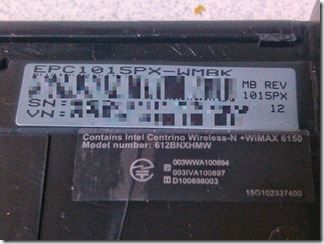 EPC1015PX-WMBK
MB REV
1015PX
12
SN:
VN:
Contains Intel Centrino Wireless-N +WiMAX 6150
Model number: 612BNXHMW
003WWA100894
003IVA100897
D100898003
15G102327400